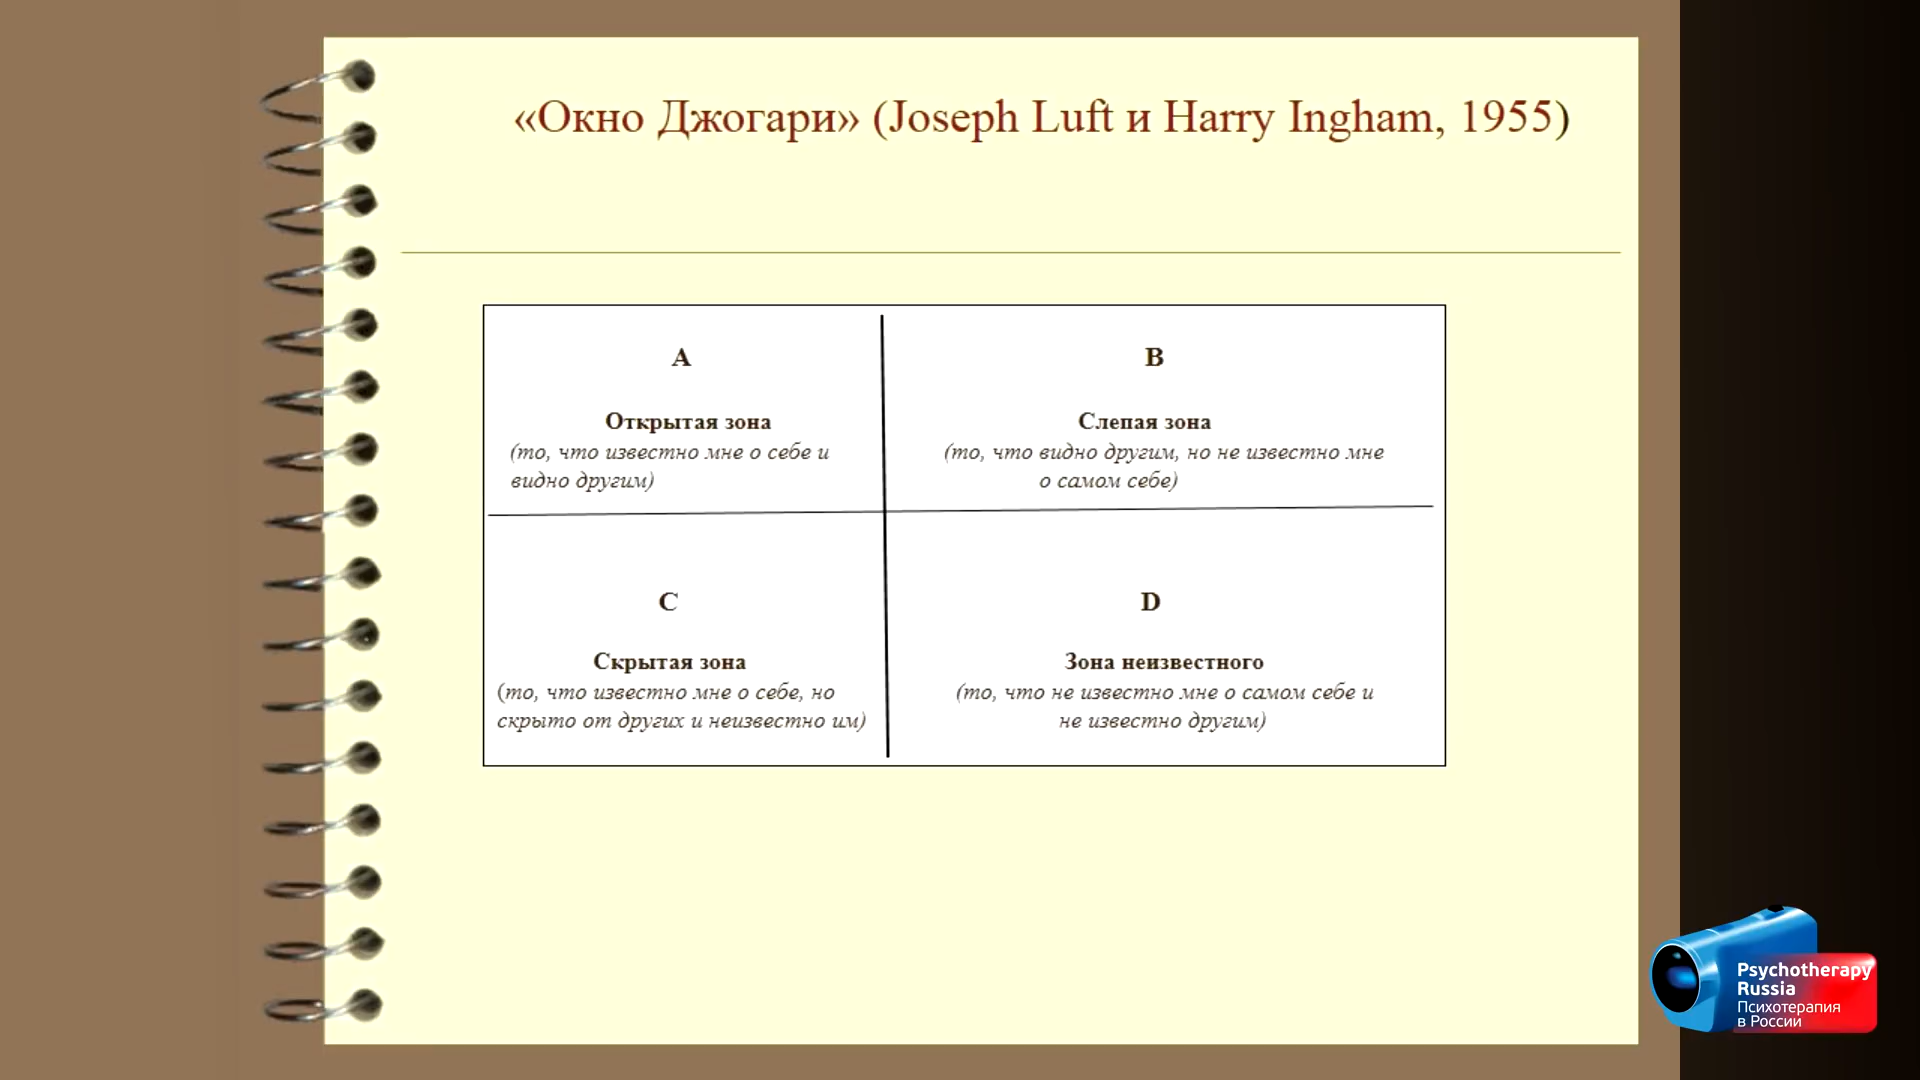 «Окно Джогари» (Joseph Luft и Harry Ingham, 1955)
A
Открытая зона
(то, что известно мне о себе и
видно другим)
B
Слепая зона
(то, что видно другим, но не известно мне
о самом себе)
C
Скрытая зона
(то, что известно мне о себе, но
скрыто от других и неизвестно им)
D
Зона неизвестного
(то, что не известно мне о самом себе и
не известно другим)
Psychotherapy
Russia
Психотерапия
в России